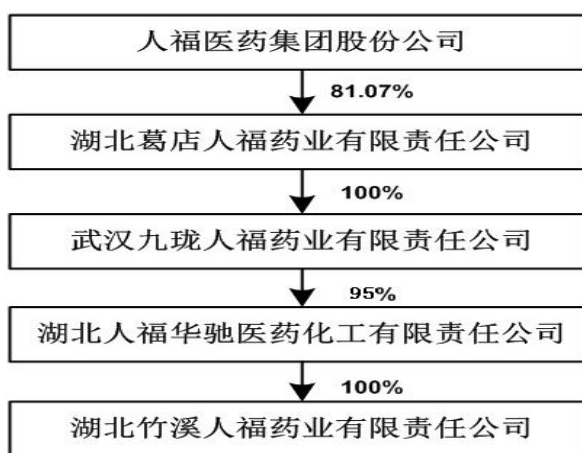 人福医药集团股份公司
81.07%
湖北葛店人福药业有限责任公司
100%
武汉九珑人福药业有限责任公司
95%
湖北人福华驰医药化工有限责任公司
100%
湖北竹溪人福药业有限责任公司